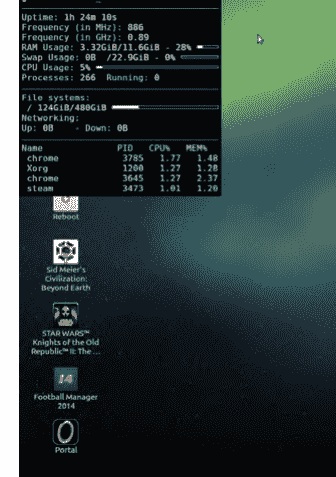 Uptime: 1h 24m 10s
Frequency (in MHz): 886
Frequency (in GHz): 0.89
RAM Usage: 3.32GiB/11.6GiB - 28%
Swap Usage: 0B /22.9GiB - 0%
CPU Usage: 5%
Processes: 266 Running: 0
File systems:
/ 124GiB/480GiB
Networking:
Up: 0B - Down: 0B
Name PID CPU% MEM%
chrome 3785 1.77 1.48
Xorg 1200 1.27 1.28
chrome 3645 1.27 2.37
steam 3473 1.01 1.20
Reboot
Sid Meier's
Civilization:
Beyond Earth
STAR WARS™
Knights of the Old
Republic™ II: The ...
14
Football Manager
2014
Portal